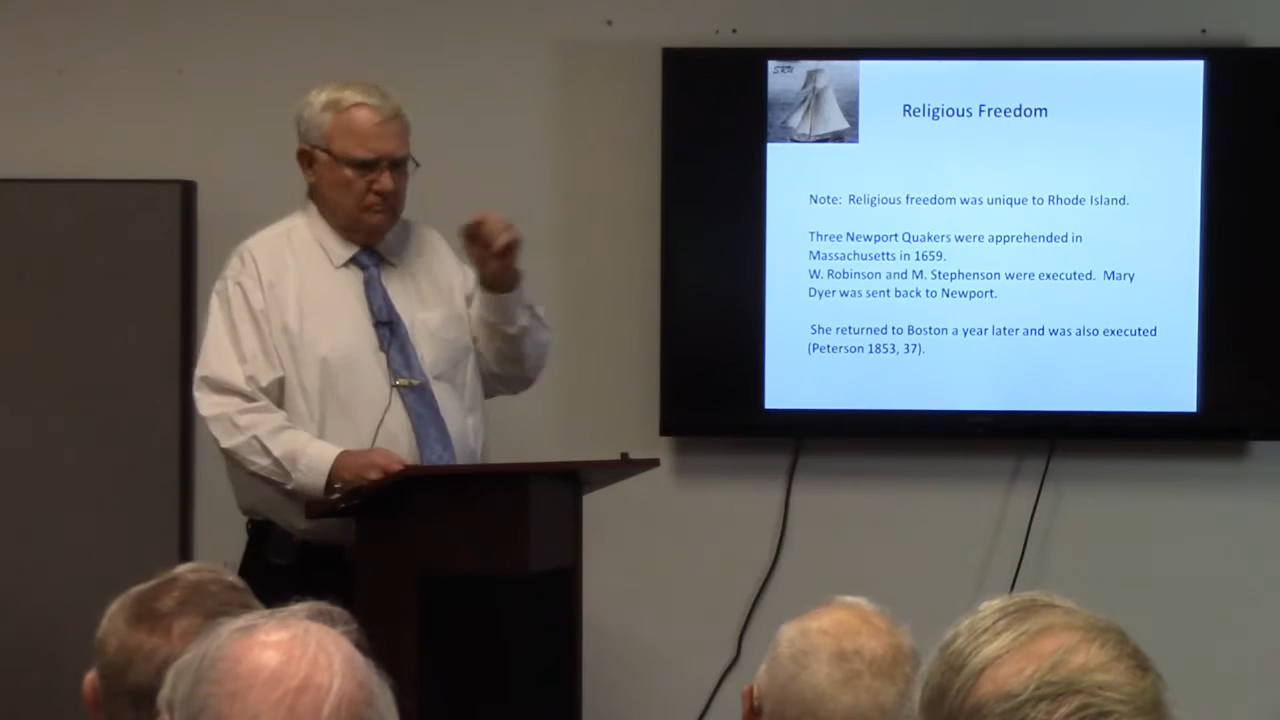 Religious Freedom
Note: Religious freedom was unique to Rhode Island.
Three Newport Quakers were apprehended in
Massachusetts in 1659.
W. Robinson and M. Stephenson were executed. Mary
Dyer was sent back to Newport.
She returned to Boston a year later and was also executed
(Peterson 1853, 37).